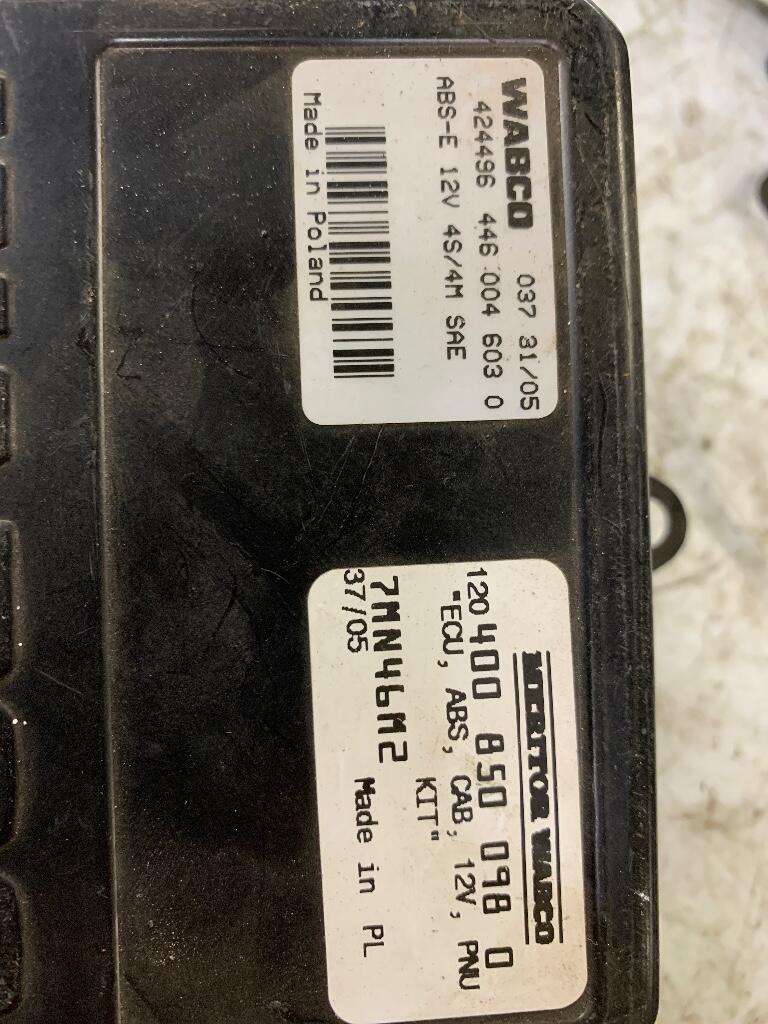 WABCO 037 31/05
424496 446 004 603 0
ABS-E 12V 4S/4M SAE
Made in Poland
MERITOR WABCO
120 400 850 098 0
"ECU, ABS, CAB, 12V, PNU
KIT"
7MN46M2
37/05 Made in PL